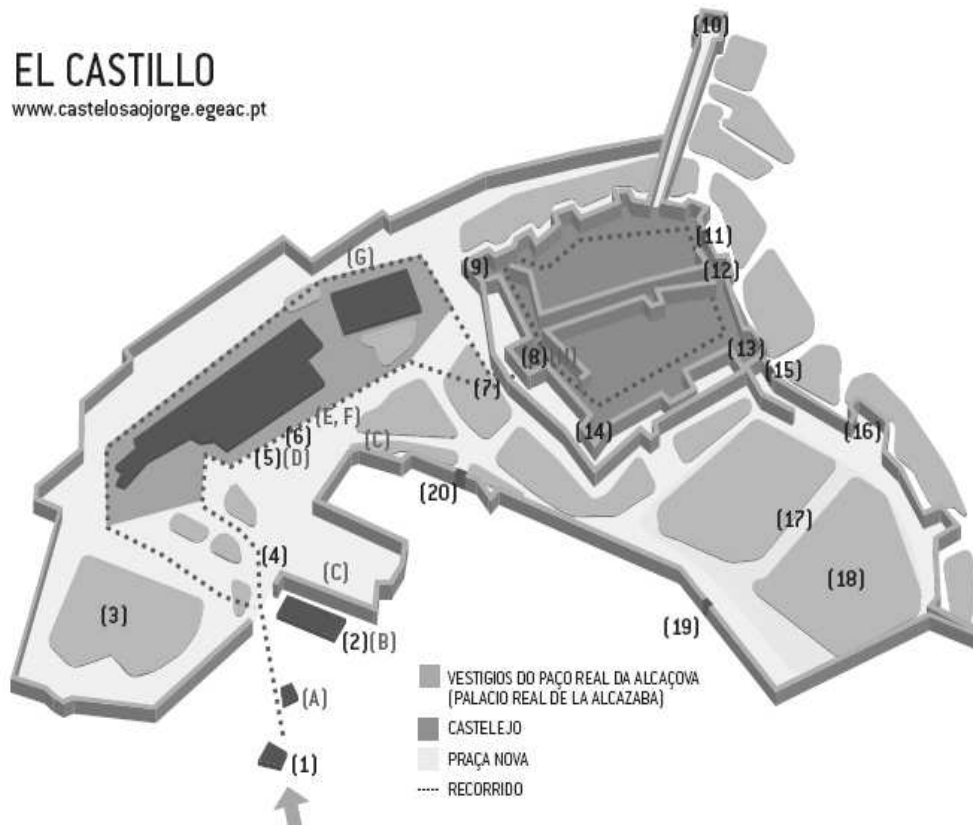 EL CASTILLO
www.castelosaojorge.egeac.pt
(10)
(11)
(G)
(9)
(12)
(8)
(13)
(15)
(7)
(14)
(16)
(E, F)
(6)
(C)
(5)(D)
(20)
(17)
(4)
(C)
(18)
(3)
(2)(B)
(19)
(A)
(1)
VESTIGIOS DO PAÇO REAL DA ALCAÇOVA
(PALACIO REAL DE LA ALCAZABA)
CASTELEJO
PRAÇA NOVA
RECORRIDO